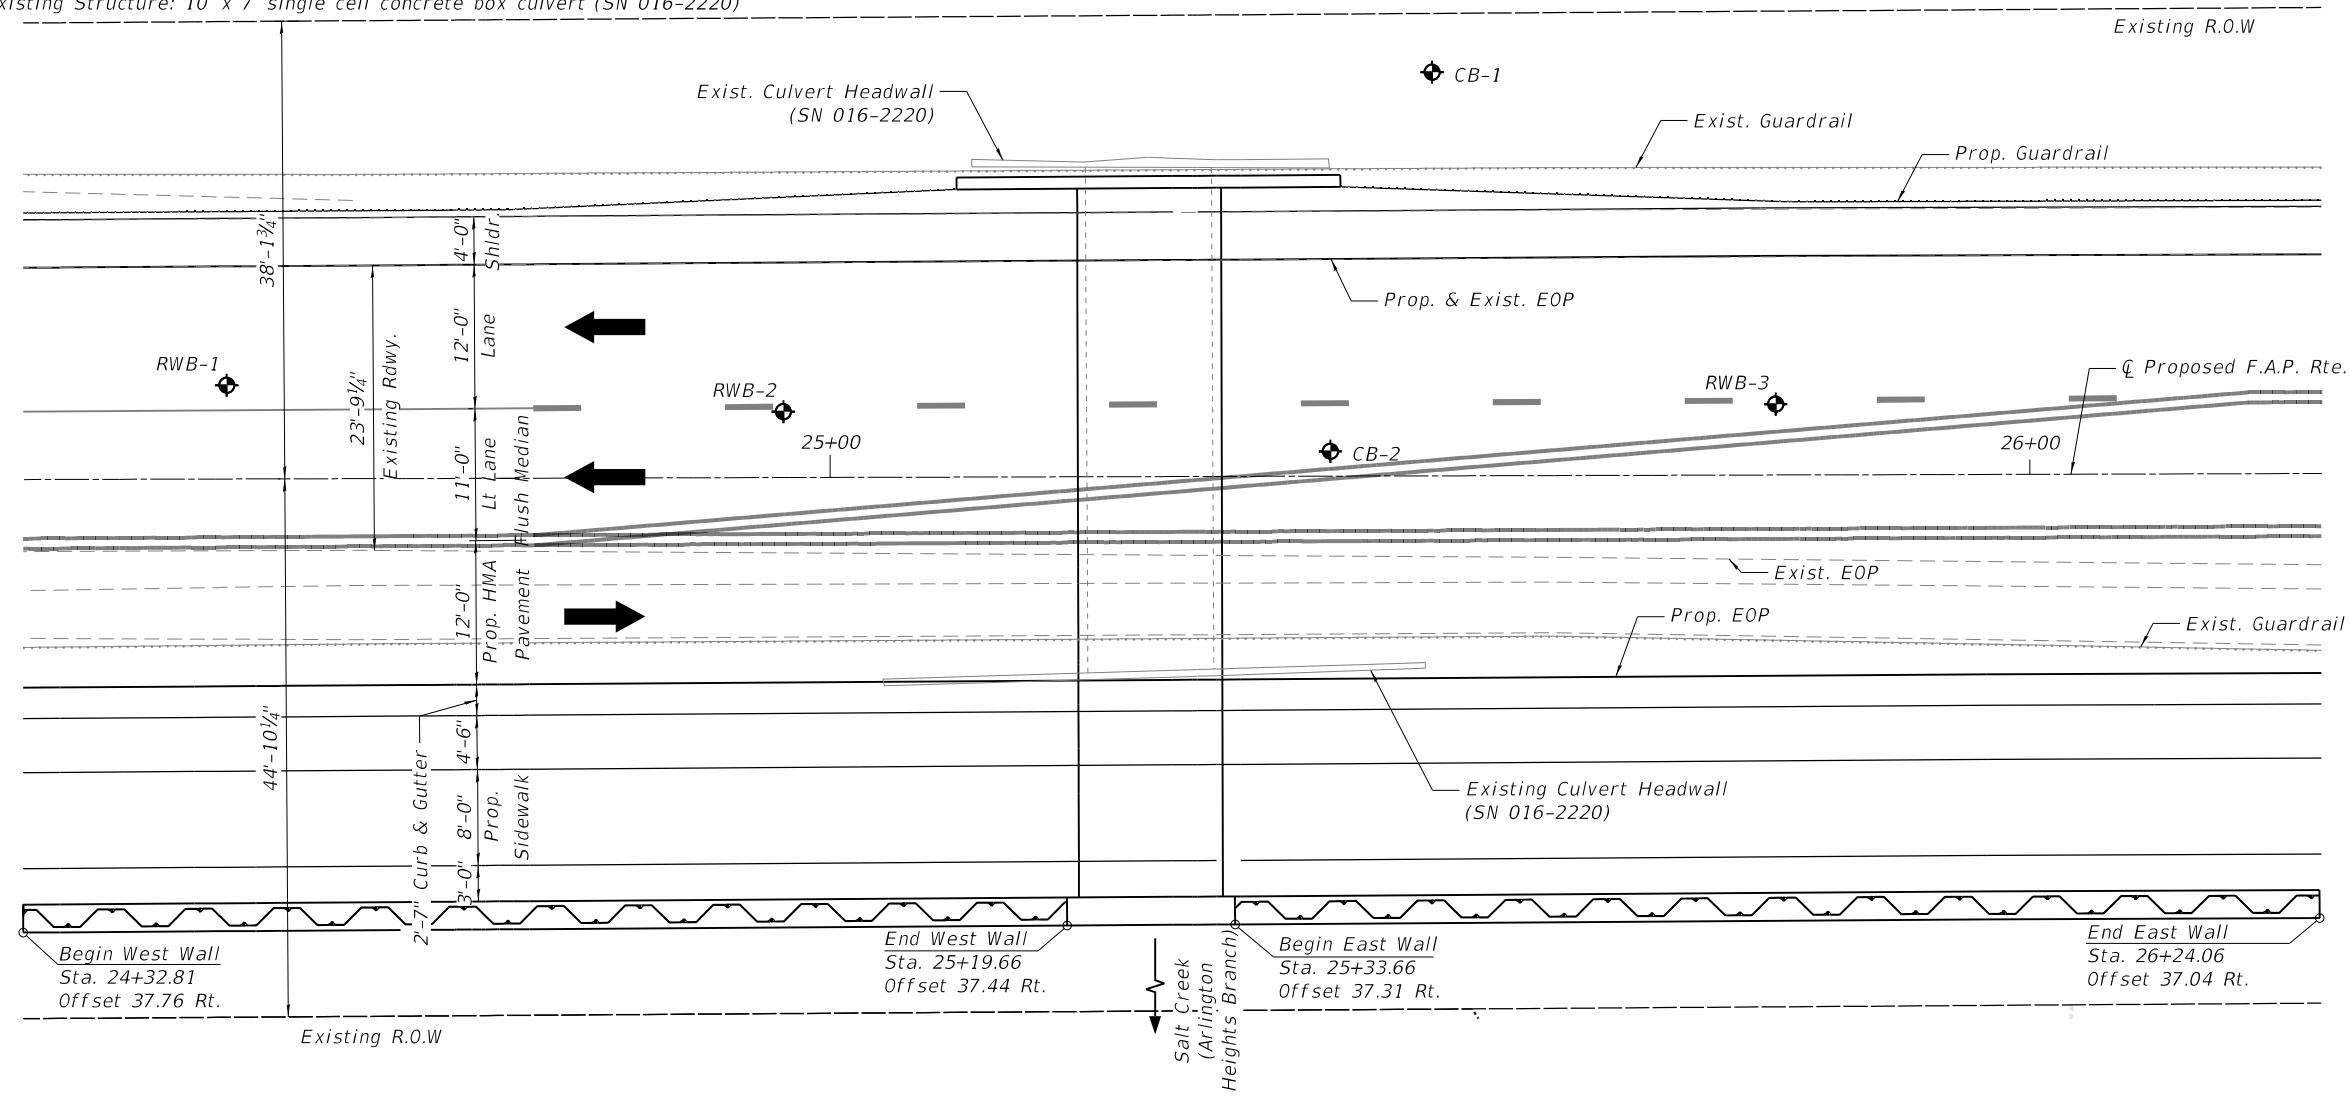 xisting Structure: 10' x 7' single cell concrete box culvert (SN 016-2220)
Existing R.O.W
CB-1
Exist. Culvert Headwall
(SN 016-2220)
Exist. Guardrail
Prop. Guardrail
38'-1¾"
4'-0"
Shldr.
Prop. & Exist. EOP
12'-0"
Lane
RWB-1
RWB-2
RWB-3
℄ Proposed F.A.P. Rte.
23'-9¼"
Existing Rdwy.
25+00
26+00
CB-2
11'-0"
Lt Lane
Flush Median
Exist. EOP
12'-0"
Prop. HMA
Pavement
Prop. EOP
Exist. Guardrail
44'-10¼"
2'-7" Curb & Gutter
4'-6"
8'-0"
Prop.
Sidewalk
3'-0"
Existing Culvert Headwall
(SN 016-2220)
Begin West Wall
Sta. 24+32.81
Offset 37.76 Rt.
End West Wall
Sta. 25+19.66
Offset 37.44 Rt.
Begin East Wall
Sta. 25+33.66
Offset 37.31 Rt.
End East Wall
Sta. 26+24.06
Offset 37.04 Rt.
Salt Creek
(Arlington
Heights Branch)
Existing R.O.W